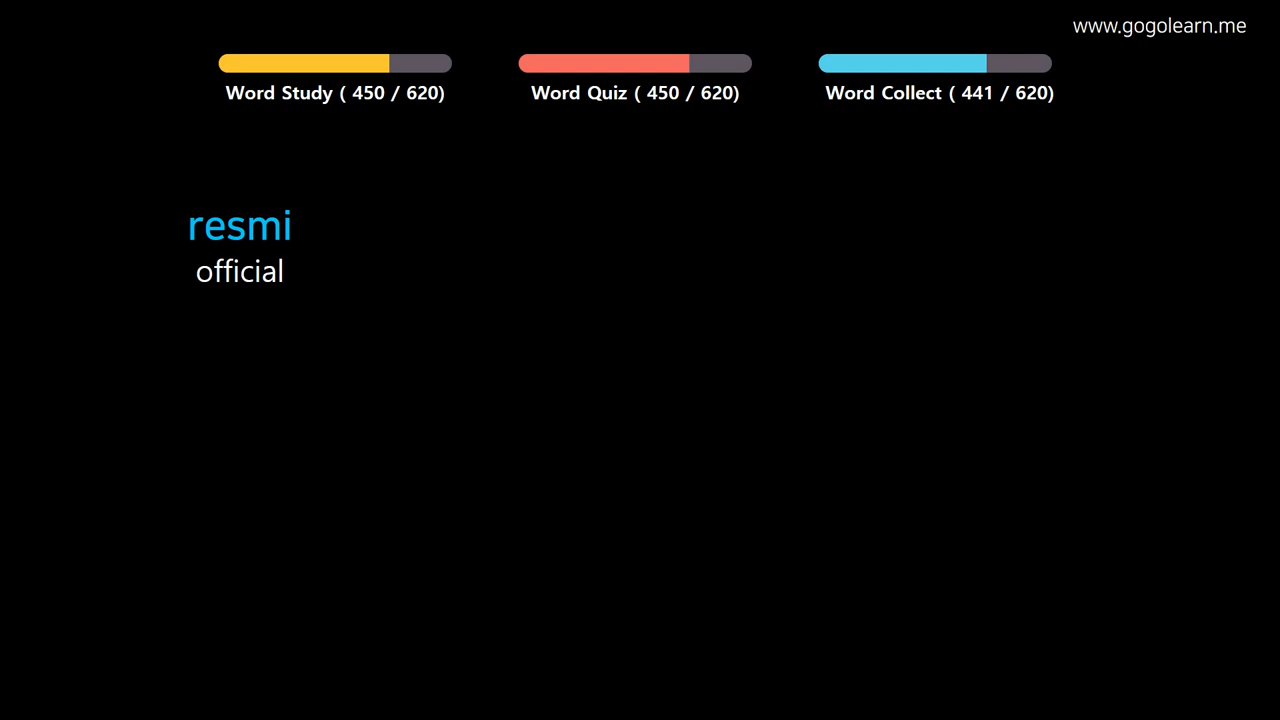 www.gogolearn.me
Word Study ( 450 / 620)
Word Quiz ( 450 / 620)
Word Collect ( 441 / 620)
resmi
official